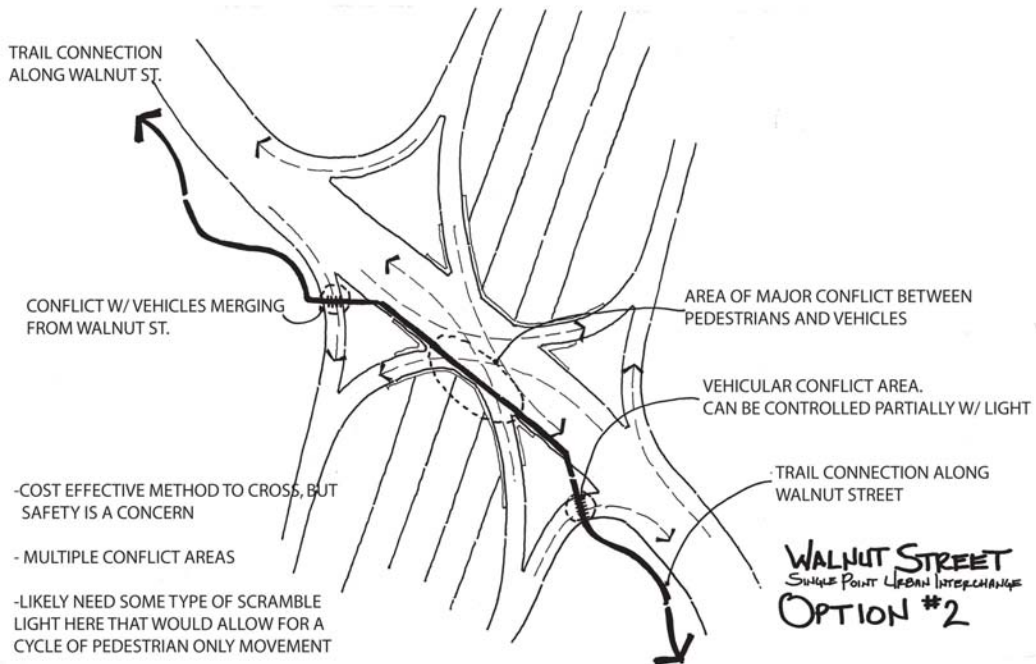 TRAIL CONNECTION
ALONG WALNUT ST.
CONFLICT W/ VEHICLES MERGING
FROM WALNUT ST.
AREA OF MAJOR CONFLICT BETWEEN
PEDESTRIANS AND VEHICLES
VEHICULAR CONFLICT AREA.
CAN BE CONTROLLED PARTIALLY W/ LIGHT
TRAIL CONNECTION ALONG
WALNUT STREET
-COST EFFECTIVE METHOD TO CROSS, BUT
SAFETY IS A CONCERN
- MULTIPLE CONFLICT AREAS
-LIKELY NEED SOME TYPE OF SCRAMBLE
LIGHT HERE THAT WOULD ALLOW FOR A
CYCLE OF PEDESTRIAN ONLY MOVEMENT
WALNUT STREET
SINGLE POINT URBAN INTERCHANGE
OPTION #2